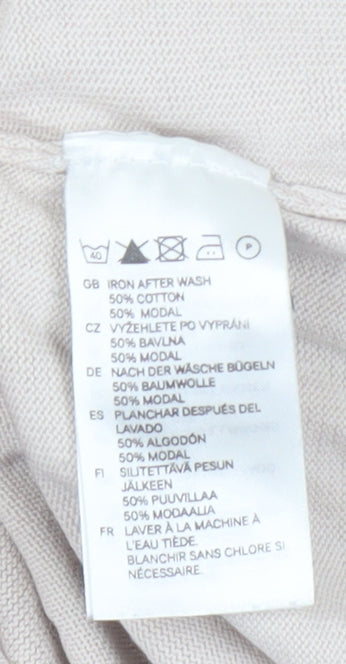 40 P
GB IRON AFTER WASH
50% COTTON
50% MODAL
CZ VYŽEHLETE PO VYPRÁNÍ
50% BAVLNA
50% MODAL
DE NACH DER WÄSCHE BÜGELN
50% BAUMWOLLE
50% MODAL
ES PLANCHAR DESPUÉS DEL
LAVADO
50% ALGODÓN
50% MODAL
FI SILITETTÄVÄ PESUN
JÄLKEEN
50% PUUVILLAA
50% MODAALIA
FR LAVER À LA MACHINE À
L'EAU TIÈDE.
BLANCHIR SANS CHLORE SI
NÉCESSAIRE.